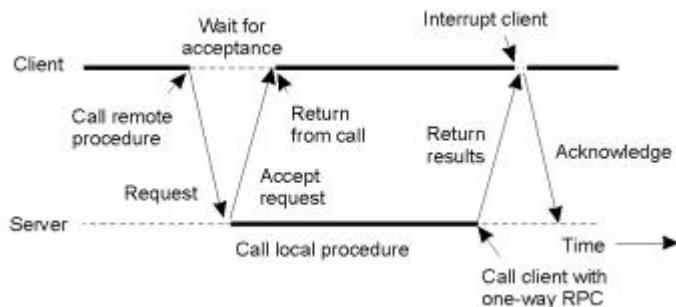 Wait for
acceptance
Interrupt client
Client
Call remote
procedure
Return
from call
Return
results
Acknowledge
Request
Accept
request
Server
Call local procedure
Time
Call client with
one-way RPC